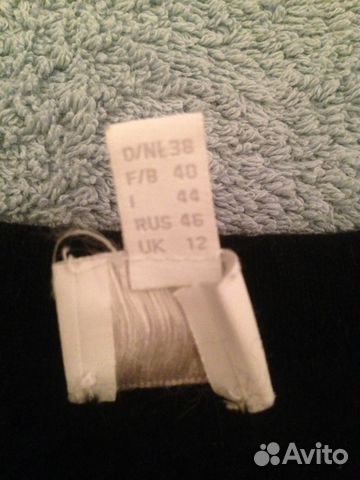 D/NL 38
F/B 40
I 44
RUS 46
UK 12
Avito